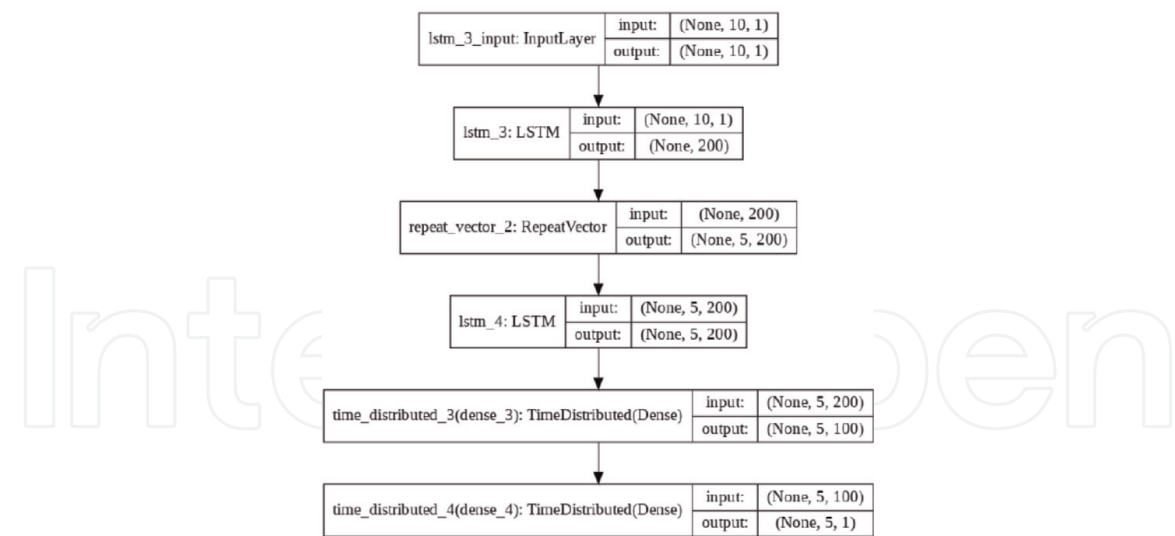 lstm_3_input: InputLayer
input: (None, 10, 1)
output: (None, 10, 1)
lstm_3: LSTM
input: (None, 10, 1)
output: (None, 200)
repeat_vector_2: RepeatVector
input: (None, 200)
output: (None, 5, 200)
lstm_4: LSTM
input: (None, 5, 200)
output: (None, 5, 200)
time_distributed_3(dense_3): TimeDistributed(Dense)
input: (None, 5, 200)
output: (None, 5, 100)
time_distributed_4(dense_4): TimeDistributed(Dense)
input: (None, 5, 100)
output: (None, 5, 1)